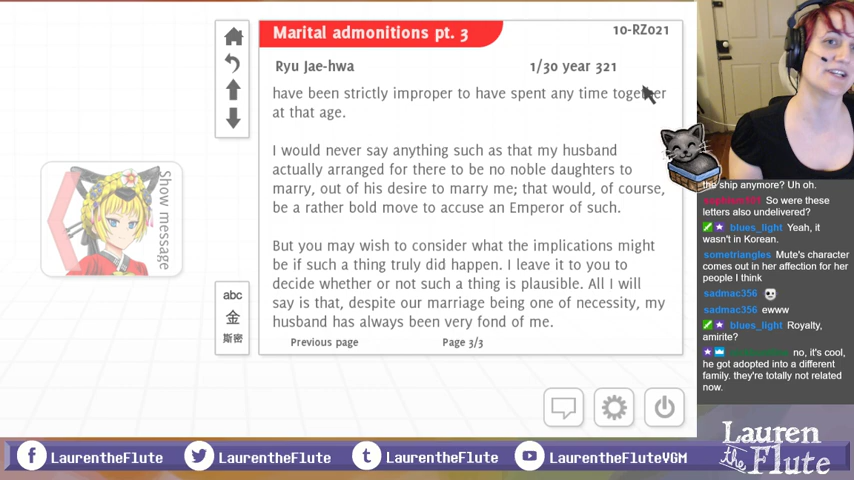 Marital admonitions pt. 3
10-RZ021
Ryu Jae-hwa
1/30 year 321
have been strictly improper to have spent any time together
at that age.
I would never say anything such as that my husband
actually arranged for there to be no noble daughters to
marry, out of his desire to marry me; that would, of course,
be a rather bold move to accuse an Emperor of such.
But you may wish to consider what the implications might
be if such a thing truly did happen. I leave it to you to
decide whether or not such a thing is plausible. All I will
say is that, despite our marriage being one of necessity, my
husband has always been very fond of me.
Previous page
Page 3/3
Show message
abc
金
斯密
the ship anymore? Uh oh.
So were these
letters also undelivered?
blues_light Yeah, it
wasn't in Korean.
sometriangles Mute's character
comes out in her affection for her
people I think
sadmac356
sadmac356 ewww
blues_light Royalty,
amirite?
no, it's cool,
he got adopted into a different
family. they're totally not related
now.
Lauren
the Flute
LaurentheFlute
LaurentheFlute
LaurentheFlute
LaurentheFluteVGM